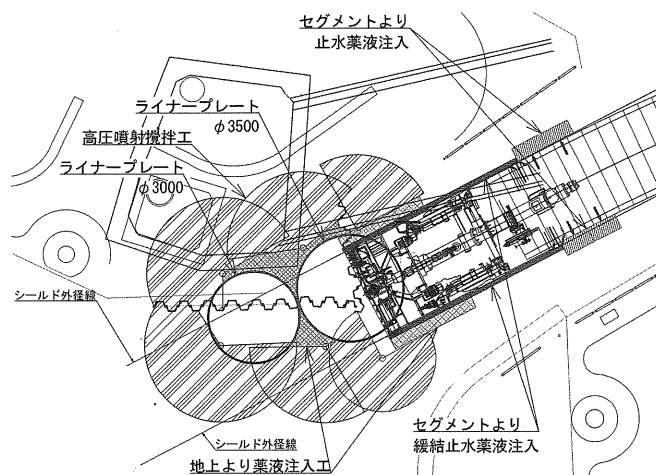 セグメントより
止水薬液注入
ライナープレート
φ3500
高圧噴射撹拌工
ライナープレート
φ3000
シールド外径線
シールド外径線
地上より薬液注入工
セグメントより
緩結止水薬液注入